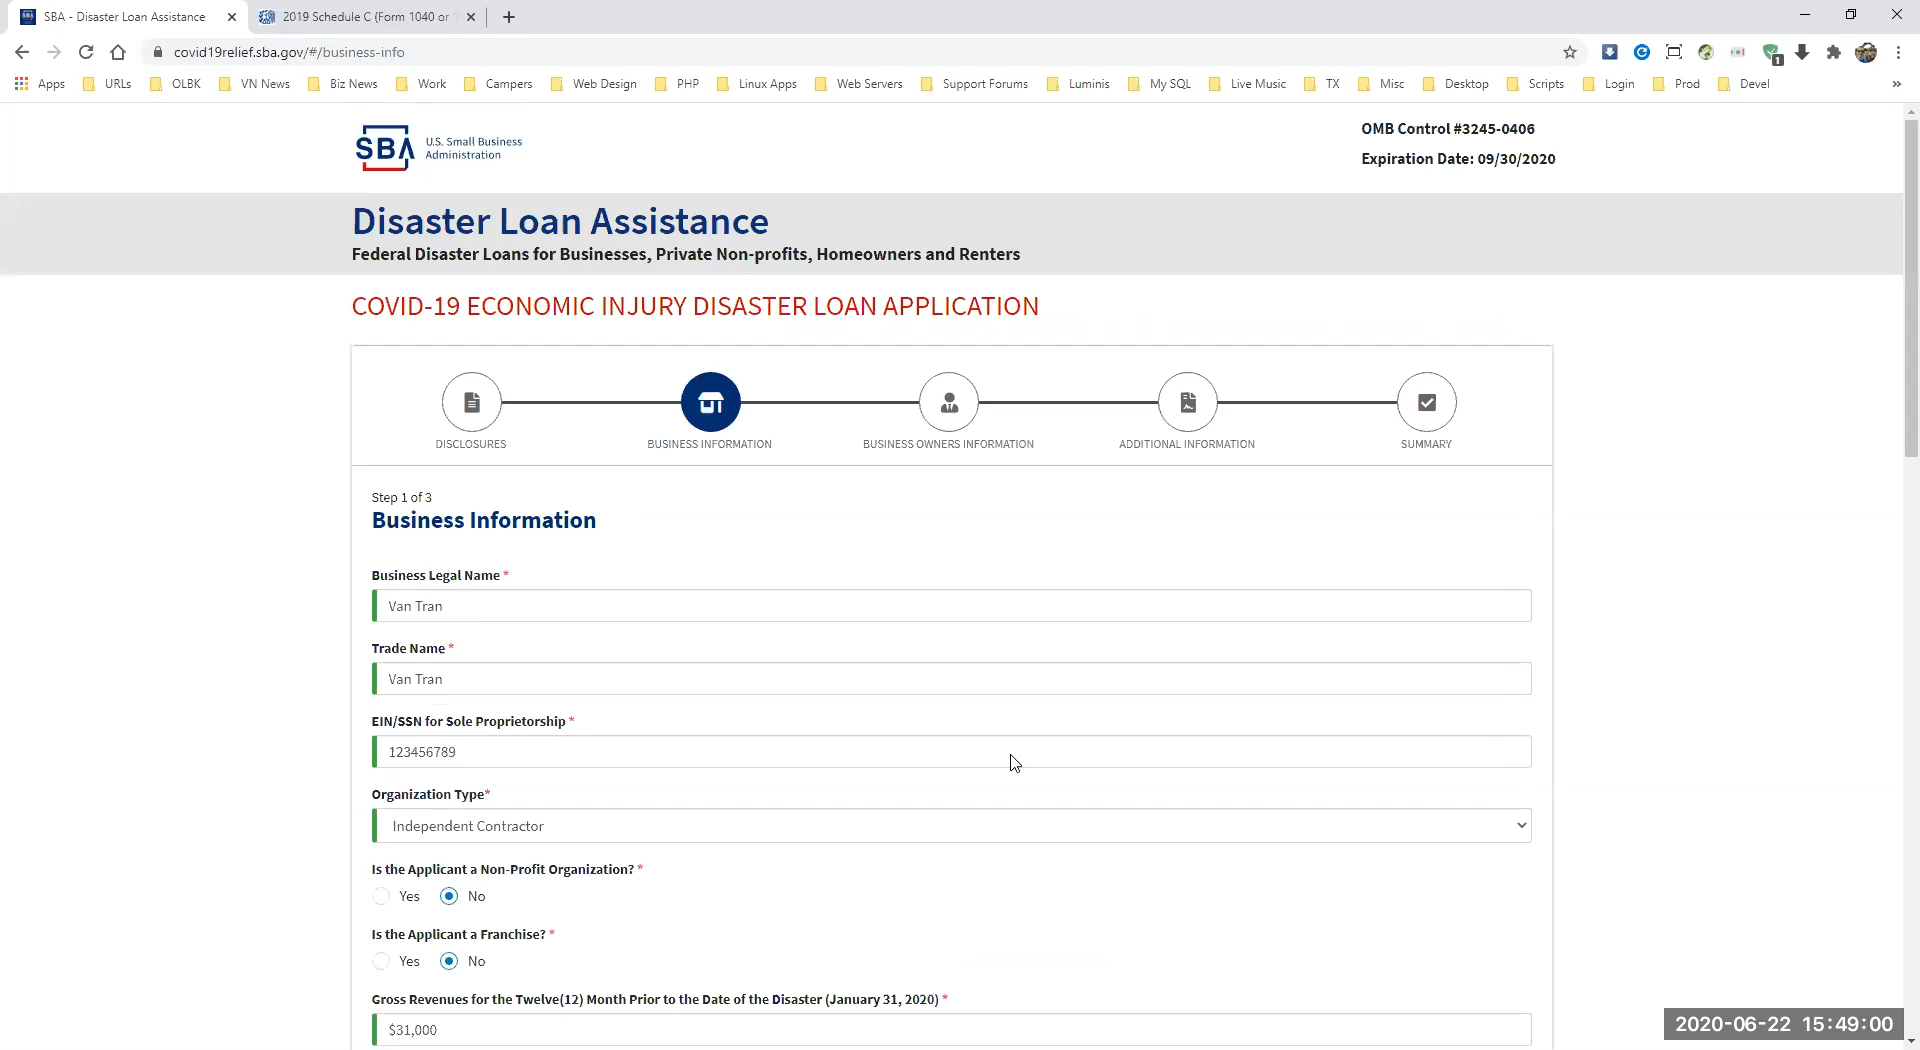 SBA - Disaster Loan Assistance
2019 Schedule C (Form 1040 or
covid19relief.sba.gov/#/business-info
1
Apps URLs OLBK VN News Biz News Work Campers Web Design PHP Linux Apps Web Servers Support Forums Luminis My SQL Live Music TX Misc Desktop Scripts Login Prod Devel »
SBA U.S. Small Business
Administration
OMB Control #3245-0406
Expiration Date: 09/30/2020
Disaster Loan Assistance
Federal Disaster Loans for Businesses, Private Non-profits, Homeowners and Renters
COVID-19 ECONOMIC INJURY DISASTER LOAN APPLICATION
DISCLOSURES BUSINESS INFORMATION BUSINESS OWNERS INFORMATION ADDITIONAL INFORMATION SUMMARY
Step 1 of 3
Business Information
Business Legal Name *
Van Tran
Trade Name *
Van Tran
EIN/SSN for Sole Proprietorship *
123456789
Organization Type*
Independent Contractor
Is the Applicant a Non-Profit Organization? *
Yes No
Is the Applicant a Franchise? *
Yes No
Gross Revenues for the Twelve(12) Month Prior to the Date of the Disaster (January 31, 2020) *
$31,000
2020-06-22 15:49:00